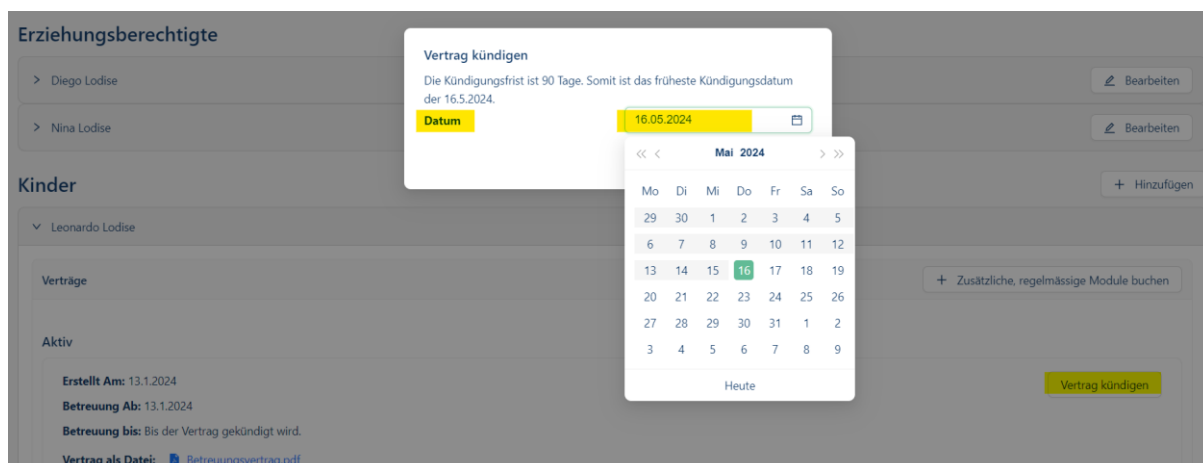 Erziehungsberechtigte
Diego Lodise
Bearbeiten
Nina Lodise
Bearbeiten
Vertrag kündigen
Die Kündigungsfrist ist 90 Tage. Somit ist das früheste Kündigungsdatum
der 16.5.2024.
Datum 16.05.2024
Mai 2024
Mo Di Mi Do Fr Sa So
29 30 1 2 3 4 5
6 7 8 9 10 11 12
13 14 15 16 17 18 19
20 21 22 23 24 25 26
27 28 29 30 31 1 2
3 4 5 6 7 8 9
Heute
Kinder
+ Hinzufügen
Leonardo Lodise
Verträge
+ Zusätzliche, regelmässige Module buchen
Aktiv
Erstellt Am: 13.1.2024
Vertrag kündigen
Betreuung Ab: 13.1.2024
Betreuung bis: Bis der Vertrag gekündigt wird.
Vertrag als Datei: Betreuungsvertrag.pdf